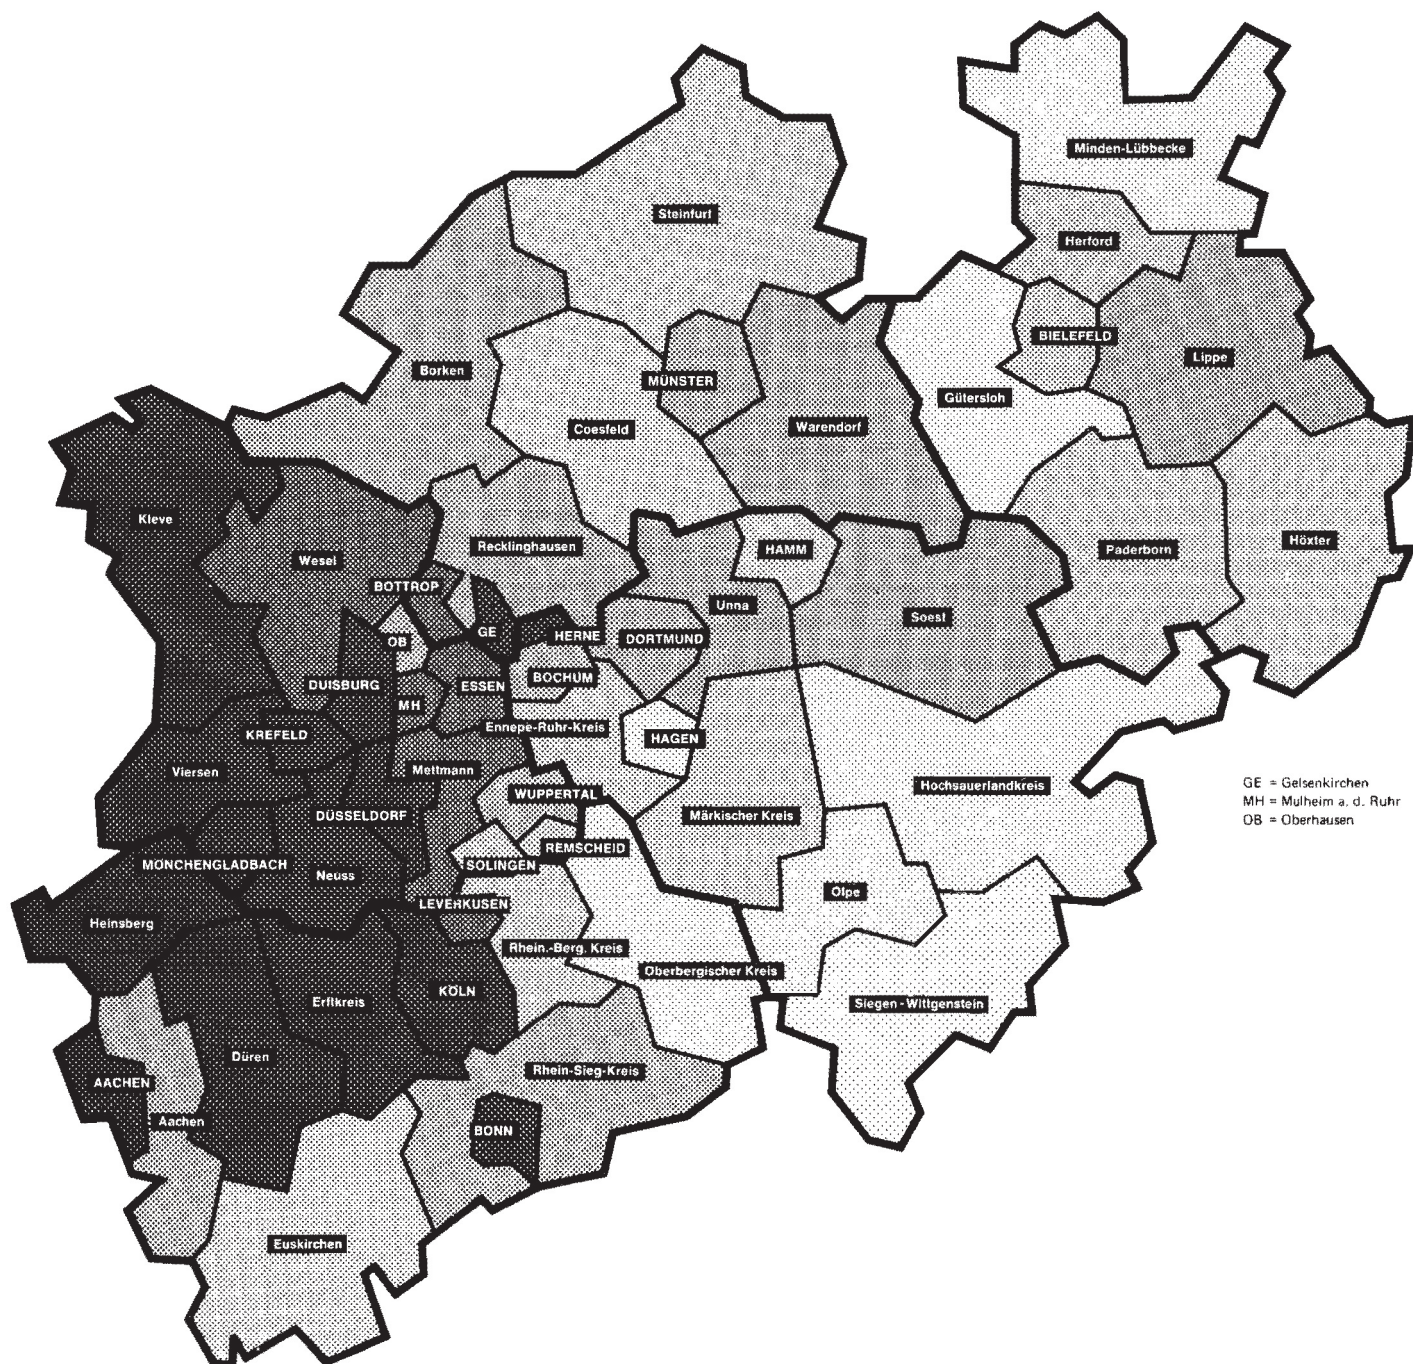 Minden-Lübbecke
Steinfurt
Herford
BIELEFELD
Lippe
Borken
MÜNSTER
Gütersloh
Coesfeld
Warendorf
Kleve
Höxter
Recklinghausen
HAMM
Paderborn
Wesel
BOTTROP
Unna
Soest
GE
HERNE
DORTMUND
OB
BOCHUM
DUISBURG
ESSEN
MH
Ennepe-Ruhr-Kreis
KREFELD
HAGEN
Viersen
Mettmann
Hochsauerlandkreis
GE = Gelsenkirchen
MH = Mulheim a. d. Ruhr
OB = Oberhausen
WUPPERTAL
DÜSSELDORF
Märkischer Kreis
REMSCHEID
MÖNCHENGLADBACH
SOLINGEN
Neuss
Olpe
LEVERKUSEN
Heinsberg
Rhein.-Berg. Kreis
Oberbergischer Kreis
KÖLN
Erftkreis
Siegen-Wittgenstein
Düren
Rhein-Sieg-Kreis
AACHEN
Aachen
BONN
Euskirchen